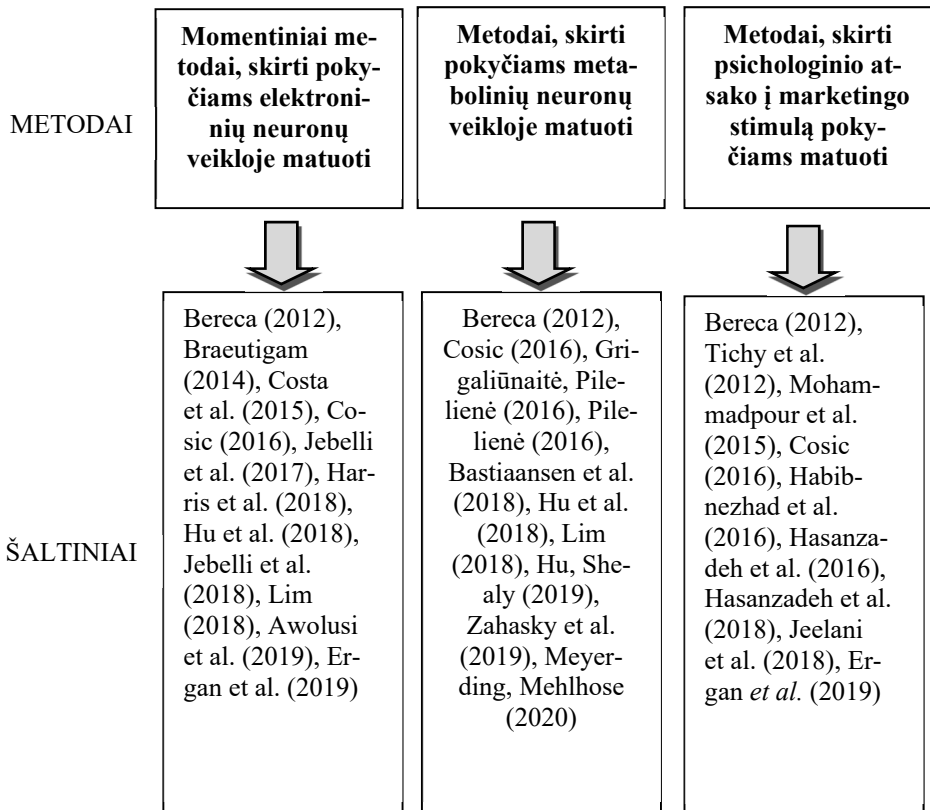 METODAI
Momentiniai me-
todai, skirti poky-
čiams elektroni-
nių neuronų
veikloje matuoti
Metodai, skirti
pokyčiams meta-
bolinių neuronų
veikloje matuoti
Metodai, skirti
psichologinio at-
sako į marketingo
stimulą poky-
čiams matuoti
ŠALTINIAI
Bereca (2012),
Braeutigam
(2014), Costa
et al. (2015), Co-
sic (2016), Jebelli
et al. (2017), Har-
ris et al. (2018),
Hu et al. (2018),
Jebelli et al.
(2018), Lim
(2018), Awolusi
et al. (2019), Er-
gan et al. (2019)
Bereca (2012),
Cosic (2016), Gri-
galiūnaitė, Pile-
lienė (2016), Pile-
lienė (2016),
Bastiaansen et al.
(2018), Hu et al.
(2018), Lim
(2018), Hu, She-
aly (2019),
Zahasky et al.
(2019), Meyer-
ding, Mehlhose
(2020)
Bereca (2012),
Tichy et al.
(2012), Moham-
madpour et al.
(2015), Cosic
(2016), Habib-
nezhad et al.
(2016), Hasanza-
deh et al. (2016),
Hasanzadeh et al.
(2018), Jeelani
et al. (2018), Er-
gan et al. (2019)